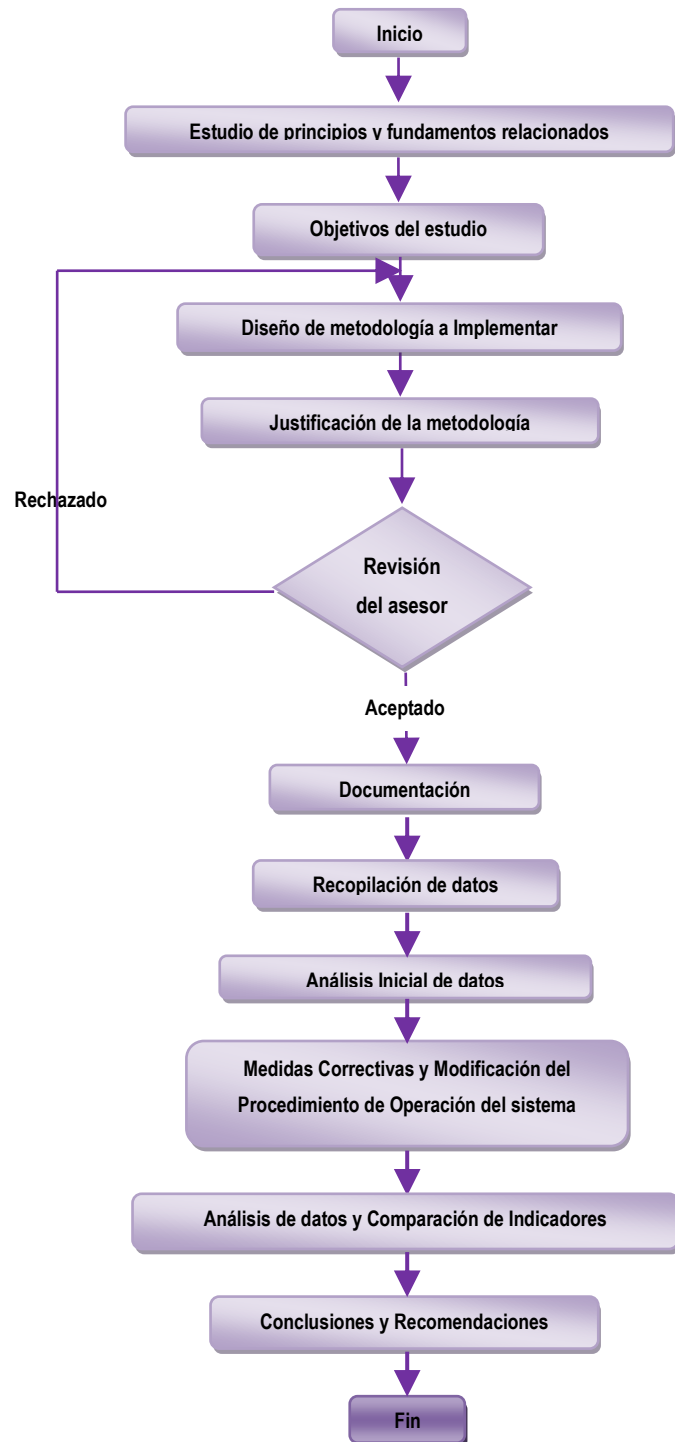 Inicio
Estudio de principios y fundamentos relacionados
Objetivos del estudio
Diseño de metodología a Implementar
Justificación de la metodología
Rechazado
Revisión
del asesor
Aceptado
Documentación
Recopilación de datos
Análisis Inicial de datos
Medidas Correctivas y Modificación del
Procedimiento de Operación del sistema
Análisis de datos y Comparación de Indicadores
Conclusiones y Recomendaciones
Fin